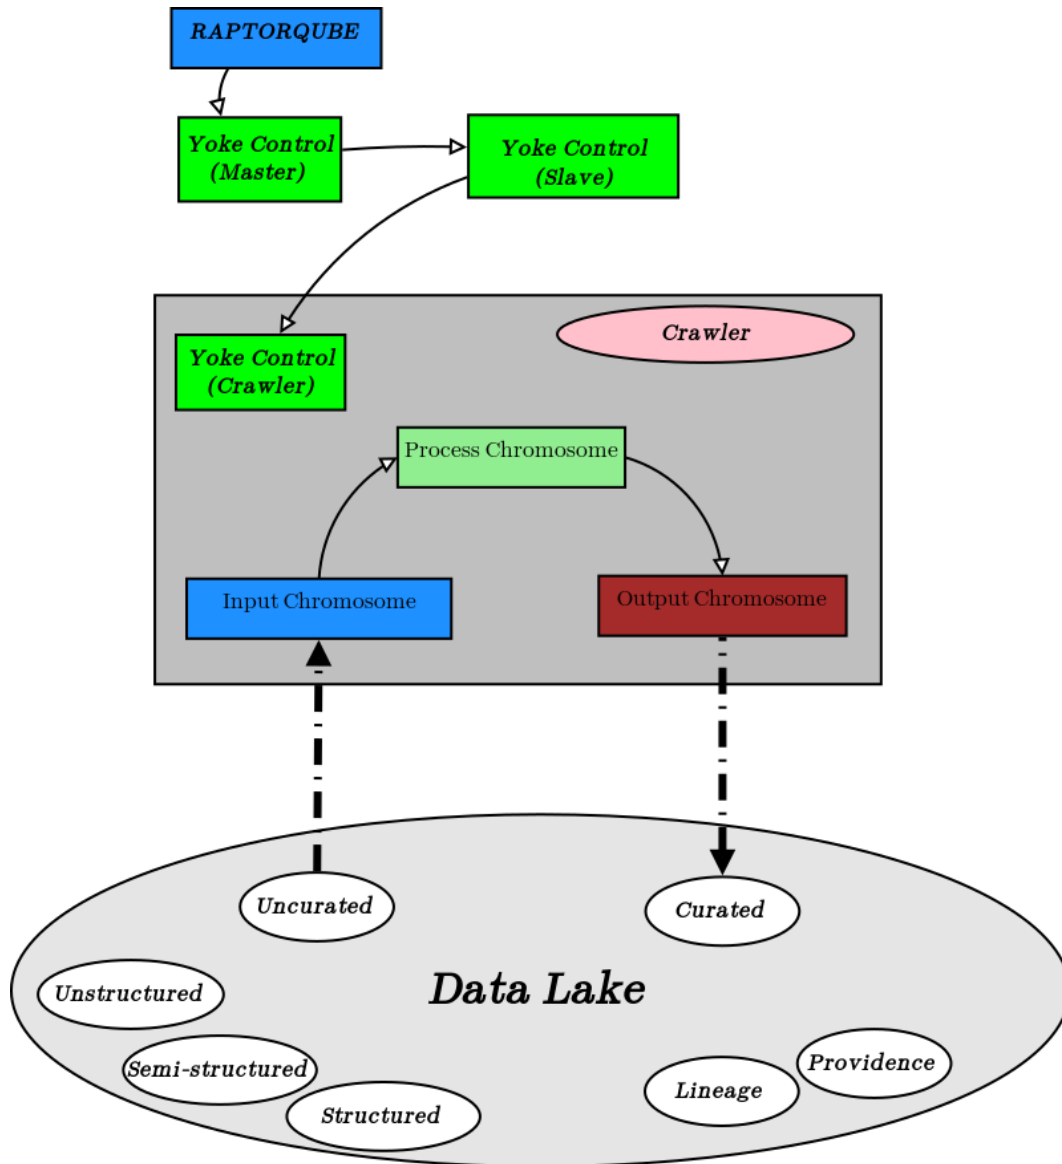 RAPTORQUBE
Yoke Control
(Master)
Yoke Control
(Slave)
Crawler
Yoke Control
(Crawler)
Process Chromosome
Input Chromosome
Output Chromosome
Uncurated
Curated
Data Lake
Unstructured
Semi-structured
Structured
Providence
Lineage